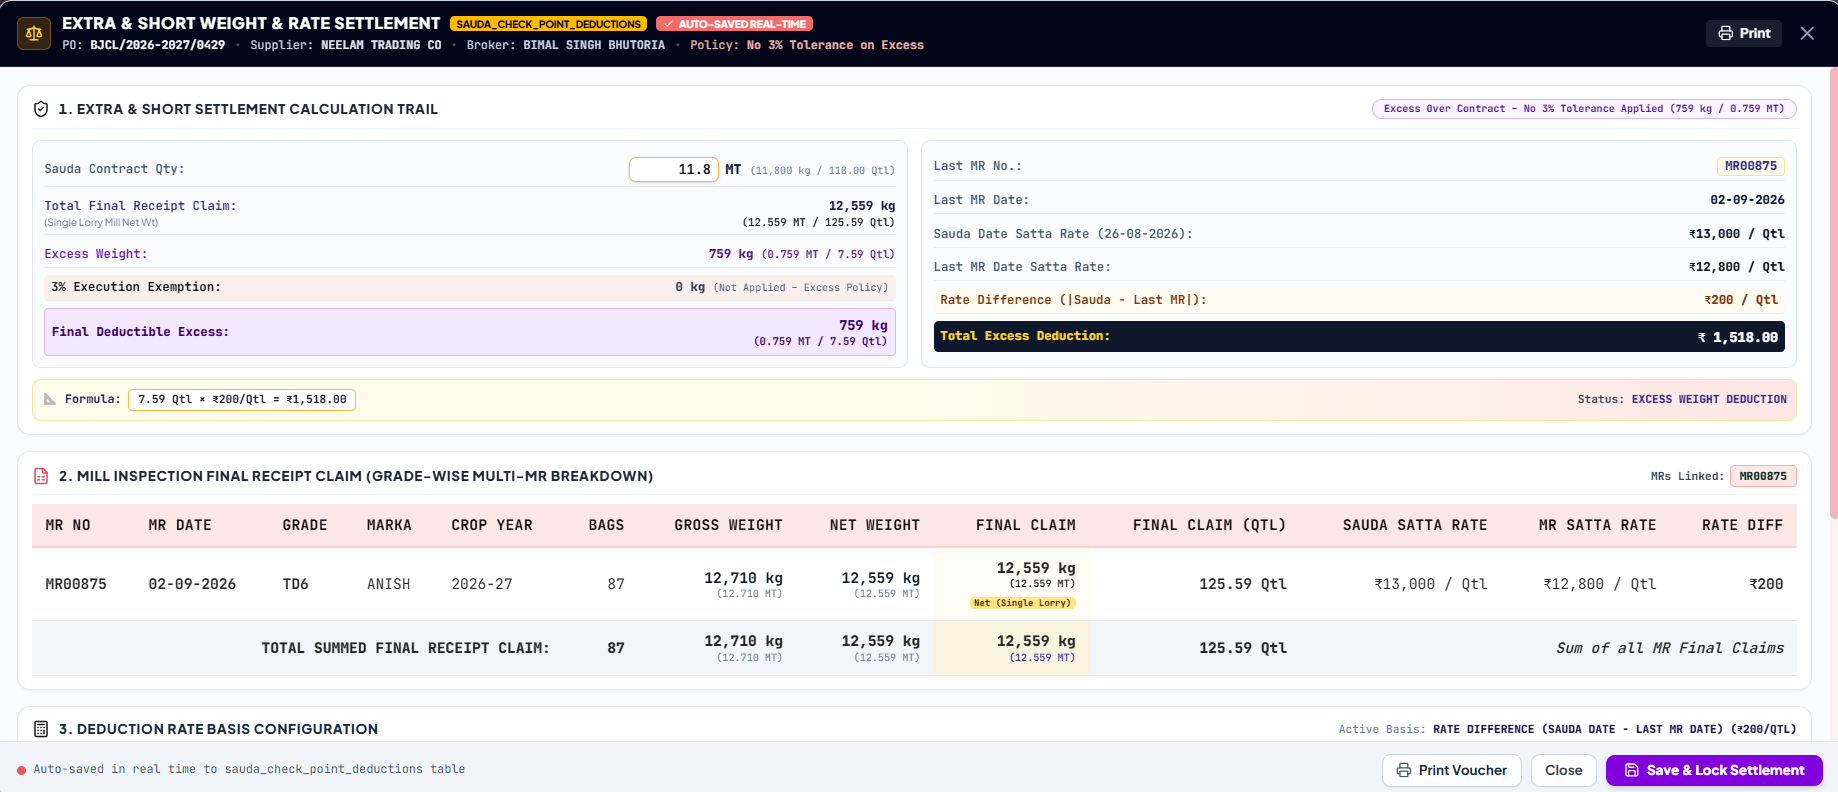 EXTRA & SHORT WEIGHT & RATE SETTLEMENT SAUDA_CHECK_POINT_DEDUCTIONS ✓ AUTO-SAVED REAL-TIME
PO: BJCL/2026-2027/0429 · Supplier: NEELAM TRADING CO · Broker: BIMAL SINGH BHUTORIA · Policy: No 3% Tolerance on Excess
Print
1. EXTRA & SHORT SETTLEMENT CALCULATION TRAIL
Excess Over Contract – No 3% Tolerance Applied (759 kg / 0.759 MT)
Sauda Contract Qty: 11.8 MT (11,800 kg / 118.00 Qtl)
Total Final Receipt Claim: 12,559 kg
(Single Lorry Mill Net Wt) (12.559 MT / 125.59 Qtl)
Excess Weight: 759 kg (0.759 MT / 7.59 Qtl)
3% Execution Exemption: 0 kg (Not Applied – Excess Policy)
Final Deductible Excess: 759 kg
(0.759 MT / 7.59 Qtl)
Last MR No.: MR00875
Last MR Date: 02-09-2026
Sauda Date Satta Rate (26-08-2026): ₹13,000 / Qtl
Last MR Date Satta Rate: ₹12,800 / Qtl
Rate Difference (|Sauda - Last MR|): ₹200 / Qtl
Total Excess Deduction: ₹ 1,518.00
Formula: 7.59 Qtl × ₹200/Qtl = ₹1,518.00
Status: EXCESS WEIGHT DEDUCTION
2. MILL INSPECTION FINAL RECEIPT CLAIM (GRADE-WISE MULTI-MR BREAKDOWN)
MRs Linked: MR00875
MR NO MR DATE GRADE MARKA CROP YEAR BAGS GROSS WEIGHT NET WEIGHT FINAL CLAIM FINAL CLAIM (QTL) SAUDA SATTA RATE MR SATTA RATE RATE DIFF
MR00875 02-09-2026 TD6 ANISH 2026-27 87 12,710 kg 12,559 kg 12,559 kg 125.59 Qtl ₹13,000 / Qtl ₹12,800 / Qtl ₹200
(12.710 MT) (12.559 MT) (12.559 MT)
Net (Single Lorry)
TOTAL SUMMED FINAL RECEIPT CLAIM: 87 12,710 kg 12,559 kg 12,559 kg 125.59 Qtl Sum of all MR Final Claims
(12.710 MT) (12.559 MT) (12.559 MT)
3. DEDUCTION RATE BASIS CONFIGURATION
Active Basis: RATE DIFFERENCE (SAUDA DATE - LAST MR DATE) (₹200/QTL)
Auto-saved in real time to sauda_check_point_deductions table
Print Voucher
Close
Save & Lock Settlement